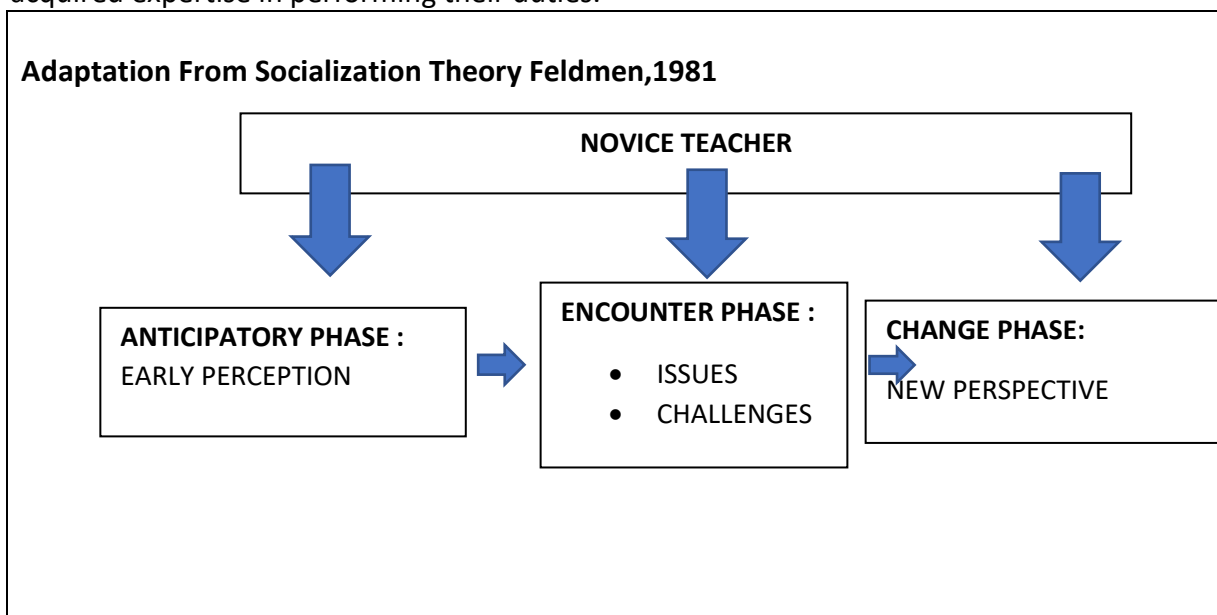 acquired expertise in performing their duties.
Adaptation From Socialization Theory Feldmen,1981
NOVICE TEACHER
ANTICIPATORY PHASE :
EARLY PERCEPTION
ENCOUNTER PHASE :
• ISSUES
• CHALLENGES
CHANGE PHASE:
NEW PERSPECTIVE